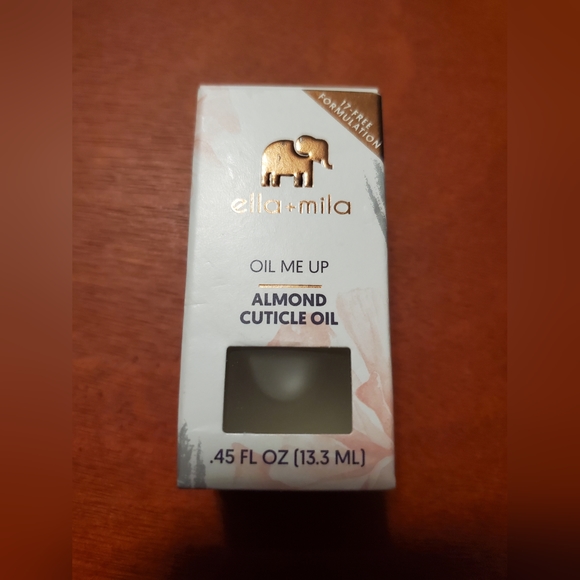 17-FREE
FORMULATION
ella+mila
OIL ME UP
ALMOND
CUTICLE OIL
.45 FL OZ (13.3 ML)